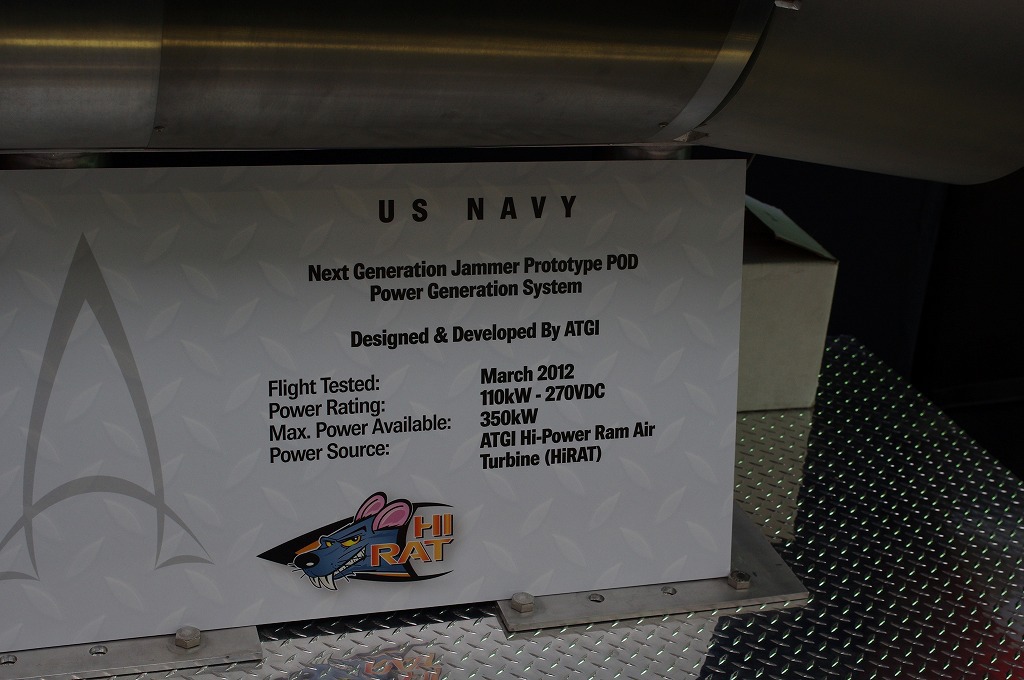 US NAVY
Next Generation Jammer Prototype POD
Power Generation System
Designed & Developed By ATGI
Flight Tested: March 2012
Power Rating: 110kW - 270VDC
Max. Power Available: 350kW
Power Source: ATGI Hi-Power Ram Air
Turbine (HiRAT)
HI
RAT